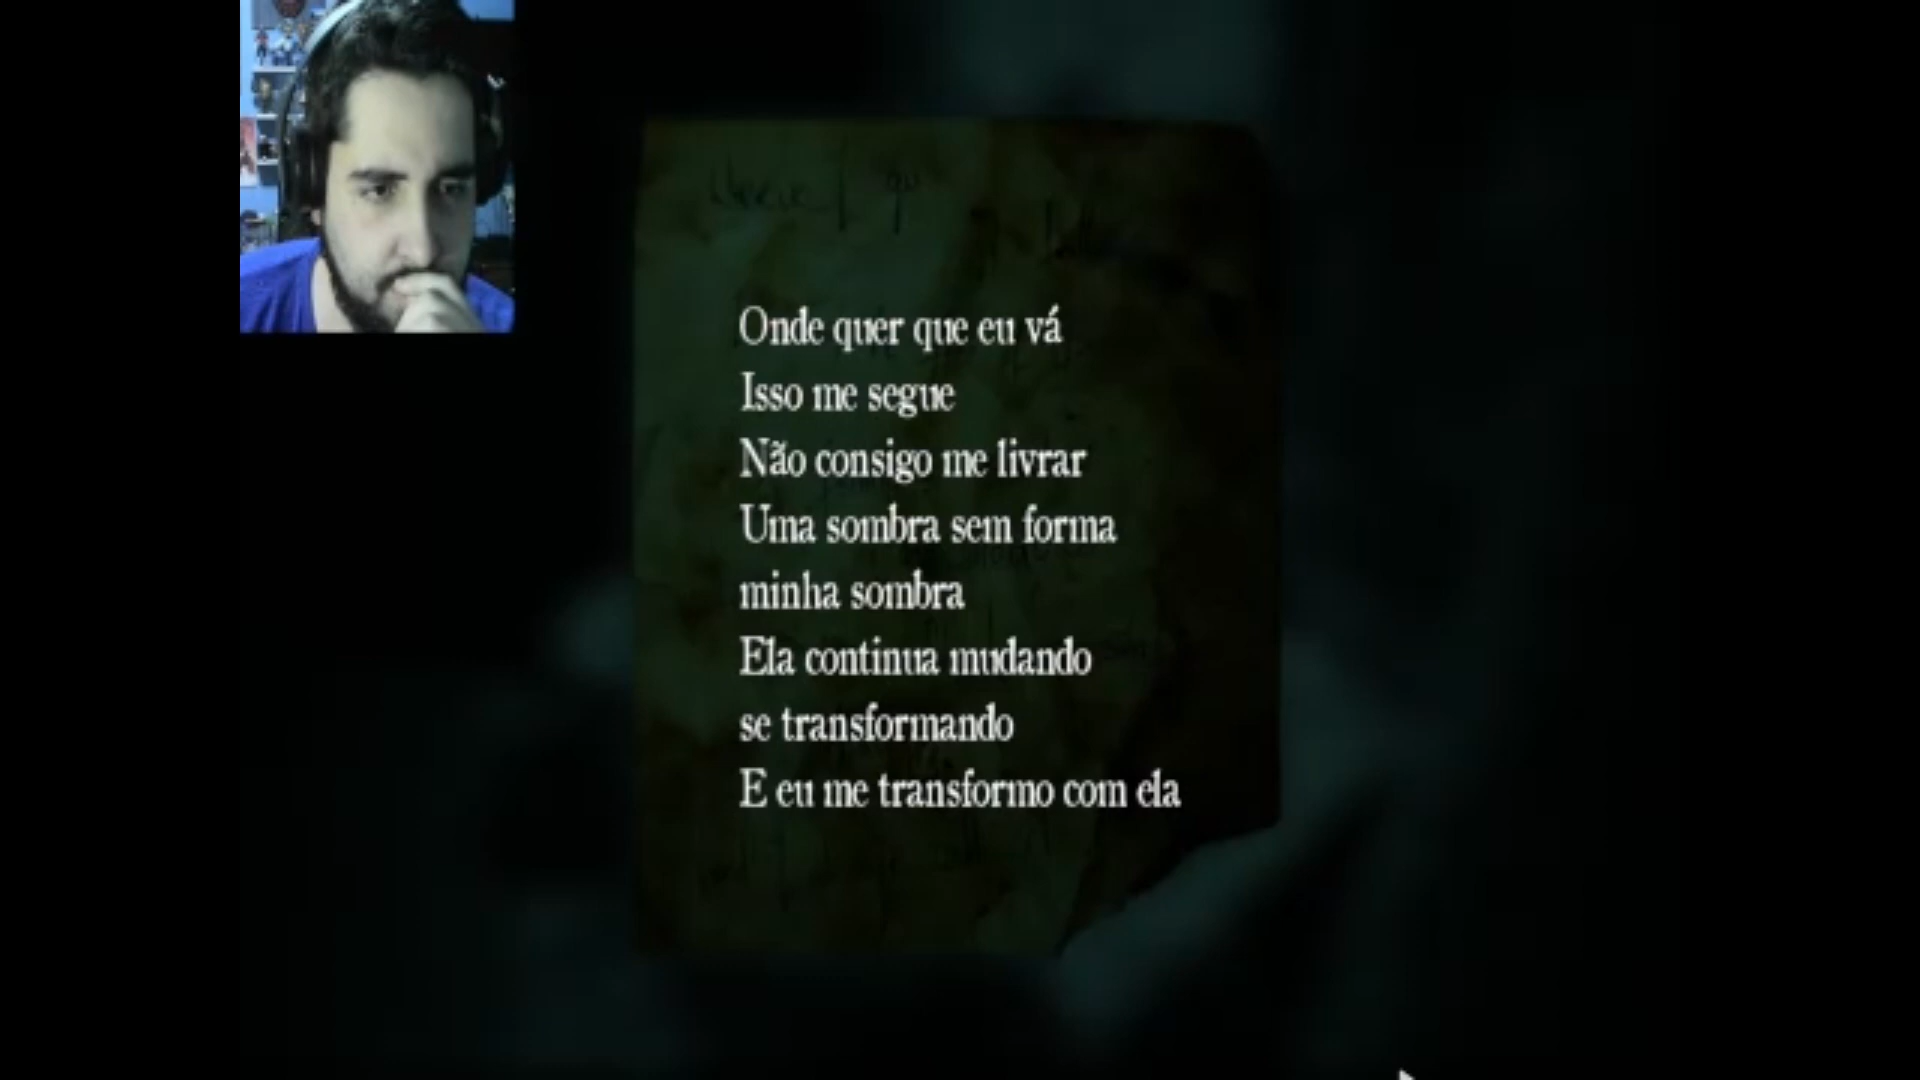 Onde quer que eu vá
Isso me segue
Não consigo me livrar
Uma sombra sem forma
minha sombra
Ela continua mudando
se transformando
E eu me transformo com ela